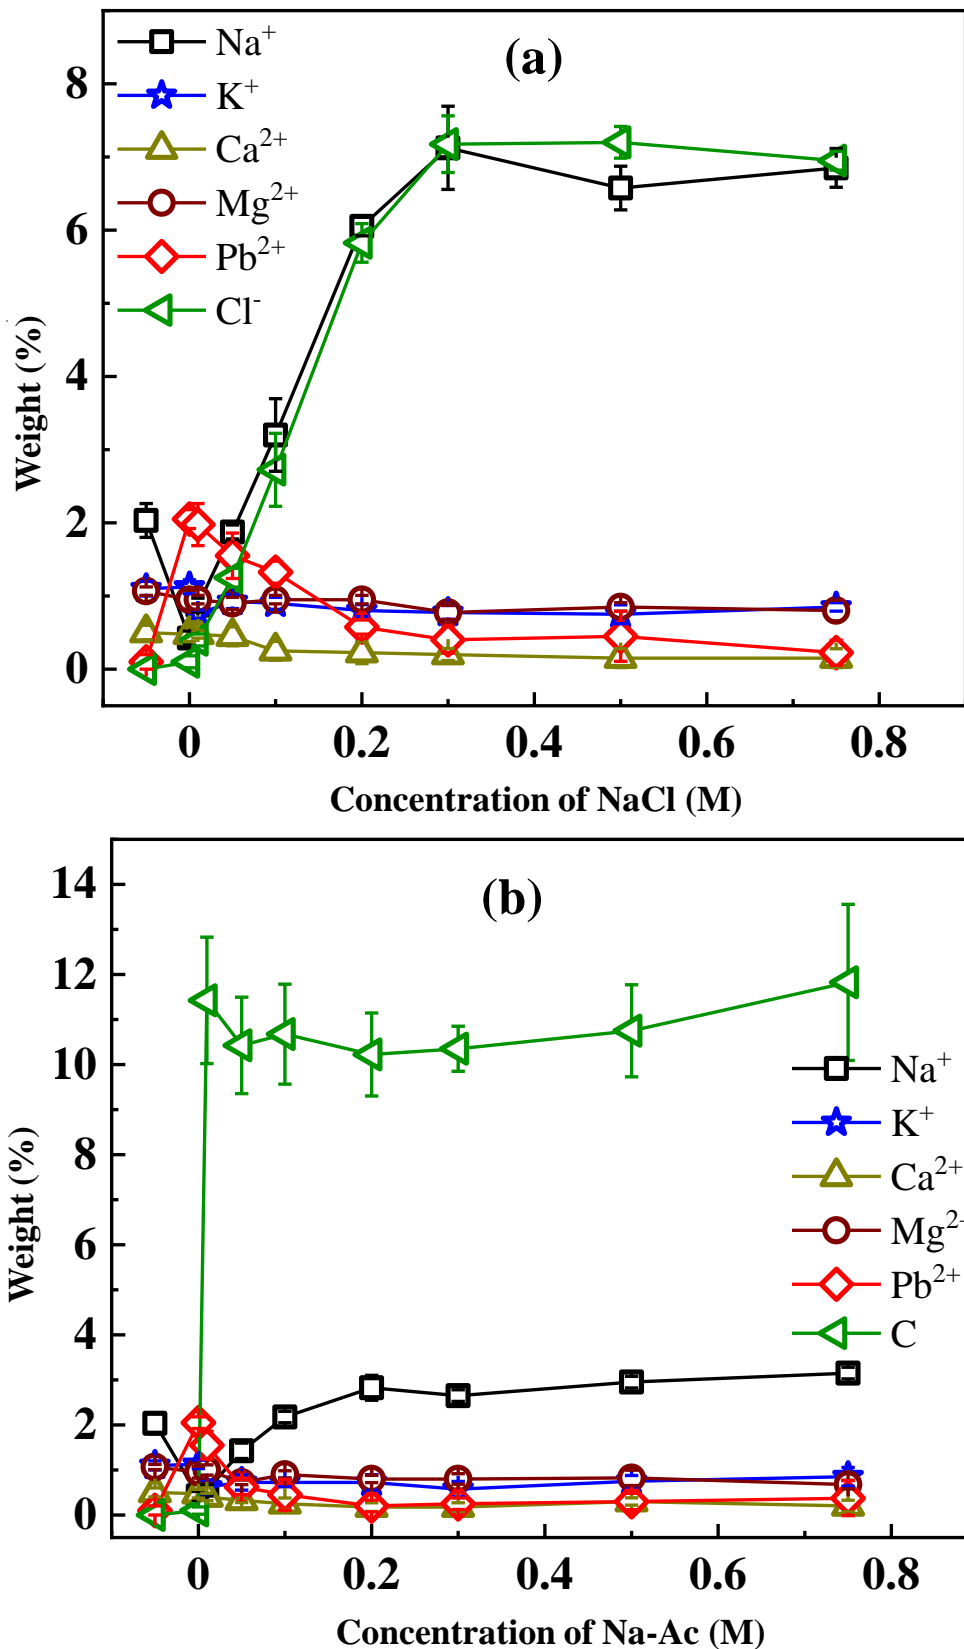 (a)
Na+
K+
Ca2+
Mg2+
Pb2+
Cl-
8
6
4
2
0
Weight (%)
0 0.2 0.4 0.6 0.8
Concentration of NaCl (M)
(b)
14
12
10
8
6
4
2
0
Weight (%)
Na+
K+
Ca2+
Mg2+
Pb2+
C
0 0.2 0.4 0.6 0.8
Concentration of Na-Ac (M)